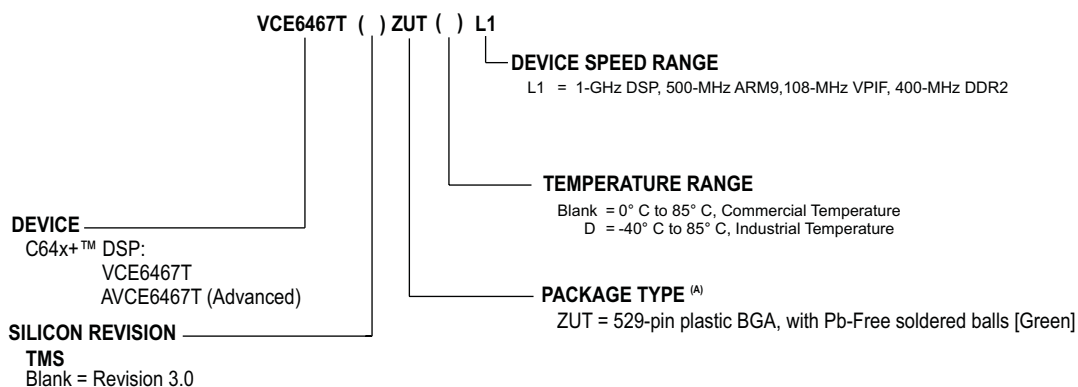 VCE6467T ( ) ZUT ( ) L1
DEVICE SPEED RANGE
L1 = 1-GHz DSP, 500-MHz ARM9,108-MHz VPIF, 400-MHz DDR2
TEMPERATURE RANGE
Blank = 0° C to 85° C, Commercial Temperature
D = -40° C to 85° C, Industrial Temperature
DEVICE
C64x+™ DSP:
VCE6467T
AVCE6467T (Advanced)
PACKAGE TYPE (A)
ZUT = 529-pin plastic BGA, with Pb-Free soldered balls [Green]
SILICON REVISION
TMS
Blank = Revision 3.0